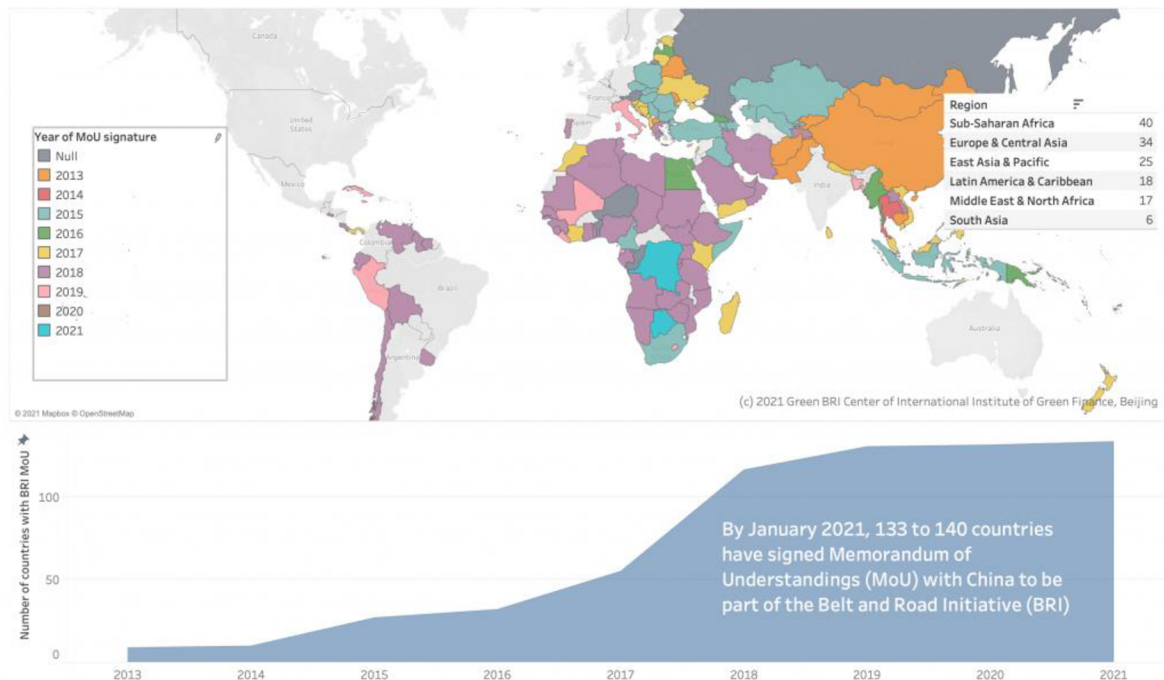 Canada
United
States
Mexico
Colombia
Brazil
Argentina
France
Spain
India
Australia
Year of MoU signature
Null
2013
2014
2015
2016
2017
2018
2019
2020
2021
Region
Sub-Saharan Africa 40
Europe & Central Asia 34
East Asia & Pacific 25
Latin America & Caribbean 18
Middle East & North Africa 17
South Asia 6
© 2021 Mapbox © OpenStreetMap
(c) 2021 Green BRI Center of International Institute of Green Finance, Beijing
Number of countries with BRI MoU
100
50
0
By January 2021, 133 to 140 countries
have signed Memorandum of
Understandings (MoU) with China to be
part of the Belt and Road Initiative (BRI)
2013 2014 2015 2016 2017 2018 2019 2020 2021